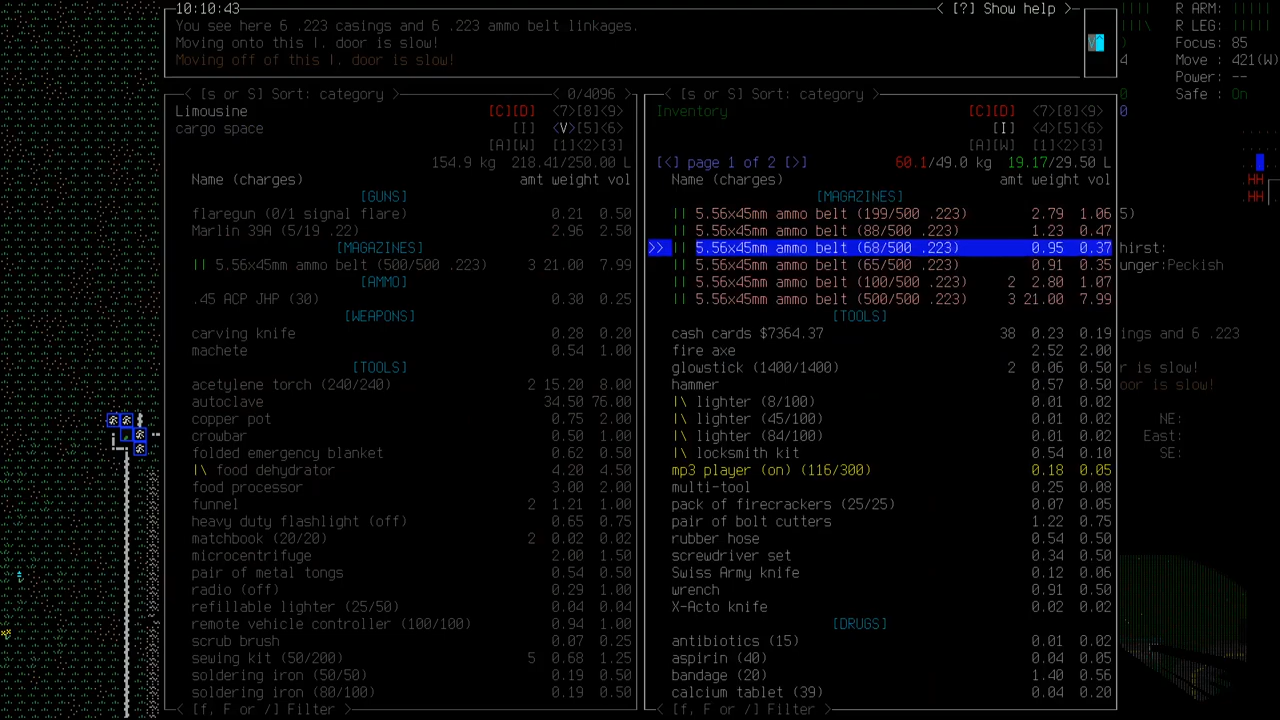 10:10:43 < [?] Show help >
You see here 6 .223 casings and 6 .223 ammo belt linkages.
Moving onto this l. door is slow!
Moving off of this l. door is slow!
R ARM:
R LEG:
Focus: 85
4 Move : 421(W)
Power: --
Safe : On
0
5)
hirst:
unger:Peckish
ings and 6 .223
r is slow!
oor is slow!
NE:
East:
SE:
HH
HH
< [s or S] Sort: category > < 0/4096 >
Limousine [C][D] <7>[8]<9>
cargo space [I] <V>[5]<6>
[A][W] [1]<2>[3]
154.9 kg 218.41/250.00 L
Name (charges) amt weight vol
[GUNS]
flaregun (0/1 signal flare) 0.21 0.50
Marlin 39A (5/19 .22) 2.96 2.50
[MAGAZINES]
|| 5.56x45mm ammo belt (500/500 .223) 3 21.00 7.99
[AMMO]
.45 ACP JHP (30) 0.30 0.25
[WEAPONS]
carving knife 0.28 0.20
machete 0.54 1.00
[TOOLS]
acetylene torch (240/240) 2 15.20 8.00
autoclave 34.50 76.00
copper pot 0.75 2.00
crowbar 0.50 1.00
folded emergency blanket 0.62 0.50
|\ food dehydrator 4.20 4.50
food processor 3.00 2.00
funnel 2 1.21 1.00
heavy duty flashlight (off) 0.65 0.75
matchbook (20/20) 2 0.02 0.02
microcentrifuge 2.00 1.50
pair of metal tongs 0.54 0.50
radio (off) 0.29 1.00
refillable lighter (25/50) 0.04 0.04
remote vehicle controller (100/100) 0.94 1.00
scrub brush 0.07 0.25
sewing kit (50/200) 5 0.68 1.25
soldering iron (50/50) 0.19 0.50
soldering iron (80/100) 0.19 0.50
< [f, F or /] Filter >
< [s or S] Sort: category >
Inventory [C][D] <7>[8]<9>
[I] <4>[5]<6>
[A][W] [1]<2>[3]
[<] page 1 of 2 [>] 60.1/49.0 kg 19.17/29.50 L
Name (charges) amt weight vol
[MAGAZINES]
|| 5.56x45mm ammo belt (199/500 .223) 2.79 1.06
|| 5.56x45mm ammo belt (88/500 .223) 1.23 0.47
>> || 5.56x45mm ammo belt (68/500 .223) 0.95 0.37
|| 5.56x45mm ammo belt (65/500 .223) 0.91 0.35
|| 5.56x45mm ammo belt (100/500 .223) 2 2.80 1.07
|| 5.56x45mm ammo belt (500/500 .223) 3 21.00 7.99
[TOOLS]
cash cards $7364.37 38 0.23 0.19
fire axe 2.52 2.00
glowstick (1400/1400) 2 0.06 0.50
hammer 0.57 0.50
|\ lighter (8/100) 0.01 0.02
|\ lighter (45/100) 0.01 0.02
|\ lighter (84/100) 0.01 0.02
|\ locksmith kit 0.54 0.10
mp3 player (on) (116/300) 0.18 0.05
multi-tool 0.25 0.08
pack of firecrackers (25/25) 0.06 0.05
pair of bolt cutters 1.22 0.75
rubber hose 0.54 0.50
screwdriver set 0.34 0.50
Swiss Army knife 0.12 0.06
wrench 0.91 0.50
X-Acto knife 0.02 0.02
[DRUGS]
antibiotics (15) 0.01 0.02
aspirin (40) 0.04 0.05
bandage (20) 1.40 0.56
calcium tablet (39) 0.04 0.20
< [f, F or /] Filter >